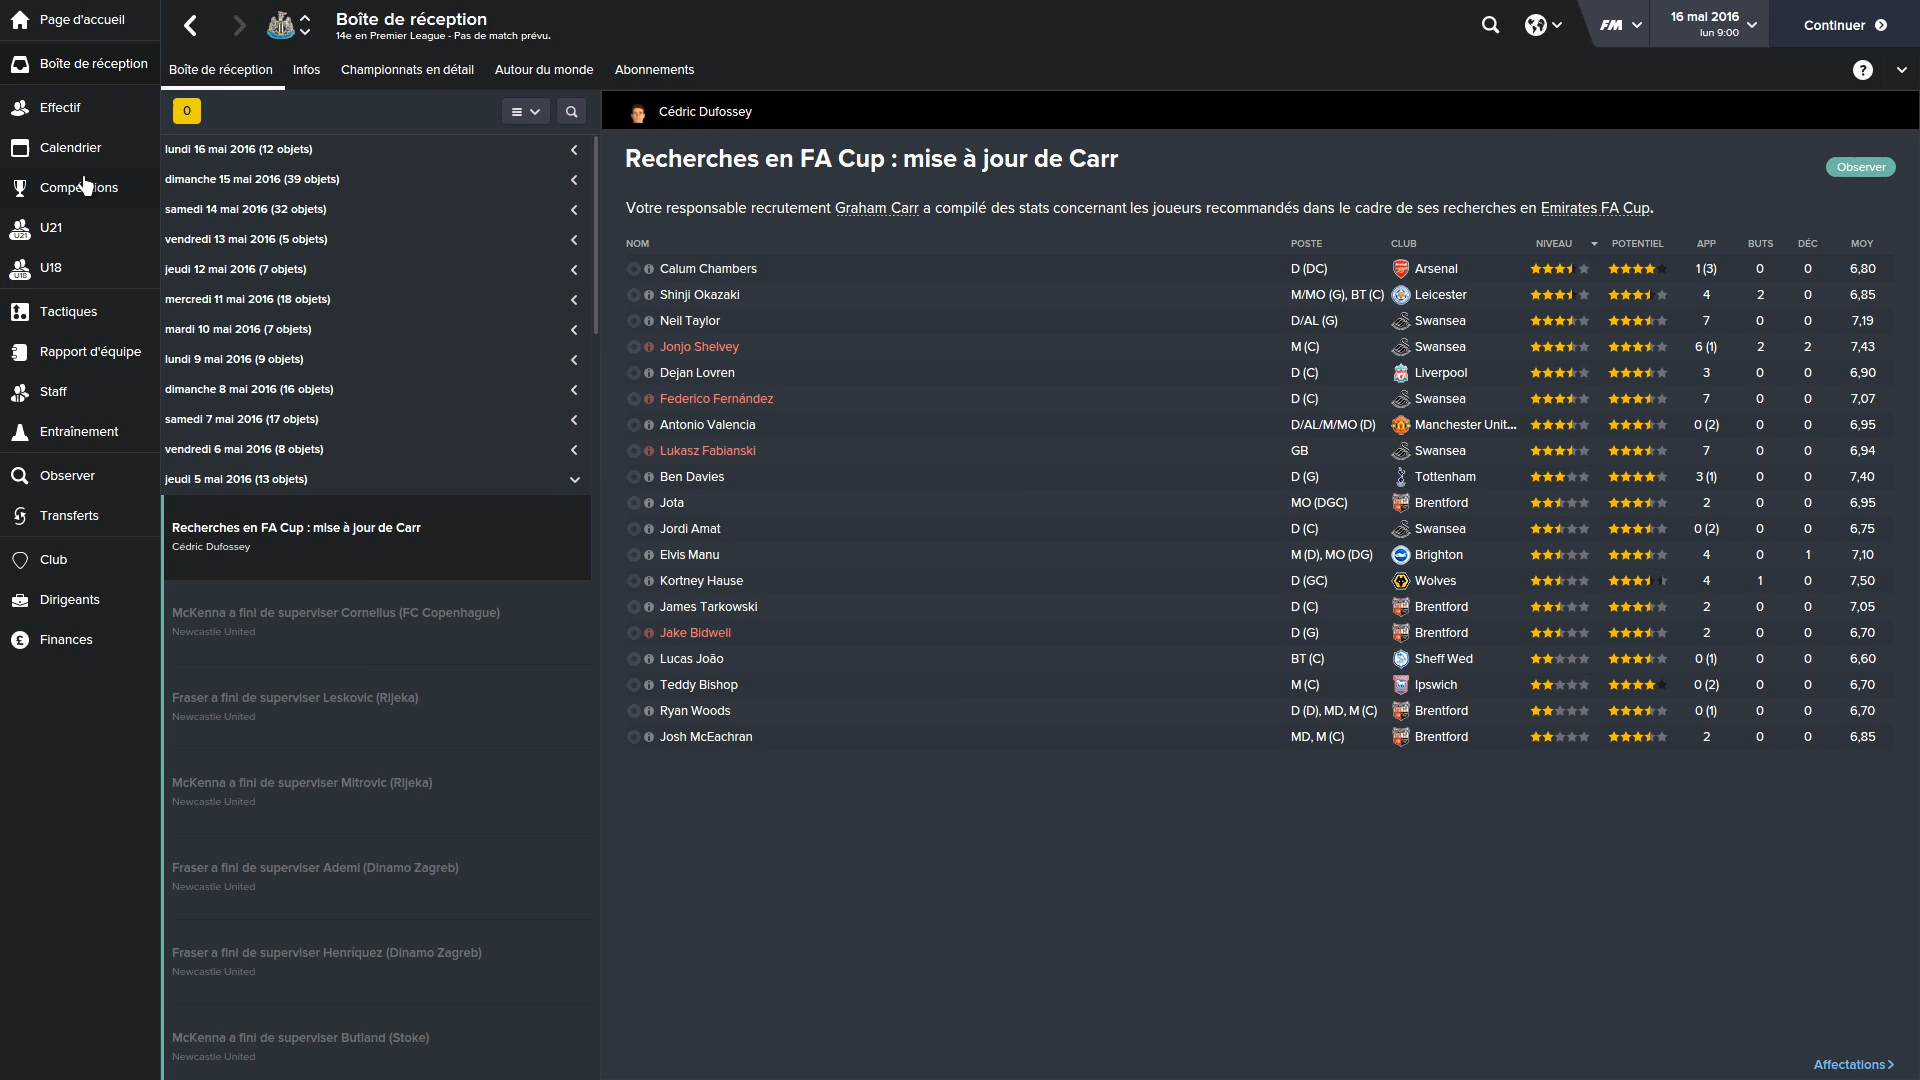 Page d'accueil
Boîte de réception
Effectif
Calendrier
Compétitions
U21
U18
Tactiques
Rapport d'équipe
Staff
Entraînement
Observer
Transferts
Club
Dirigeants
Finances
Boîte de réception
14e en Premier League - Pas de match prévu.
FM
16 mai 2016
lun 9:00
Continuer
Boîte de réception Infos Championnats en détail Autour du monde Abonnements
?
0
lundi 16 mai 2016 (12 objets)
dimanche 15 mai 2016 (39 objets)
samedi 14 mai 2016 (32 objets)
vendredi 13 mai 2016 (5 objets)
jeudi 12 mai 2016 (7 objets)
mercredi 11 mai 2016 (18 objets)
mardi 10 mai 2016 (7 objets)
lundi 9 mai 2016 (9 objets)
dimanche 8 mai 2016 (16 objets)
samedi 7 mai 2016 (17 objets)
vendredi 6 mai 2016 (8 objets)
jeudi 5 mai 2016 (13 objets)
Recherches en FA Cup : mise à jour de Carr
Cédric Dufossey
McKenna a fini de superviser Cornelius (FC Copenhague)
Newcastle United
Fraser a fini de superviser Leskovic (Rijeka)
Newcastle United
McKenna a fini de superviser Mitrovic (Rijeka)
Newcastle United
Fraser a fini de superviser Ademi (Dinamo Zagreb)
Newcastle United
Fraser a fini de superviser Henríquez (Dinamo Zagreb)
Newcastle United
McKenna a fini de superviser Butland (Stoke)
Newcastle United
Cédric Dufossey
Recherches en FA Cup : mise à jour de Carr
Observer
Votre responsable recrutement Graham Carr a compilé des stats concernant les joueurs recommandés dans le cadre de ses recherches en Emirates FA Cup.
NOM POSTE CLUB NIVEAU POTENTIEL APP BUTS DÉC MOY
Calum Chambers D (DC) Arsenal 1 (3) 0 0 6,80
Shinji Okazaki M/MO (G), BT (C) Leicester 4 2 0 6,85
Neil Taylor D/AL (G) Swansea 7 0 0 7,19
Jonjo Shelvey M (C) Swansea 6 (1) 2 2 7,43
Dejan Lovren D (C) Liverpool 3 0 0 6,90
Federico Fernández D (C) Swansea 7 0 0 7,07
Antonio Valencia D/AL/M/MO (D) Manchester Unit... 0 (2) 0 0 6,95
Lukasz Fabianski GB Swansea 7 0 0 6,94
Ben Davies D (G) Tottenham 3 (1) 0 0 7,40
Jota MO (DGC) Brentford 2 0 0 6,95
Jordi Amat D (C) Swansea 0 (2) 0 0 6,75
Elvis Manu M (D), MO (DG) Brighton 4 0 1 7,10
Kortney Hause D (GC) Wolves 4 1 0 7,50
James Tarkowski D (C) Brentford 2 0 0 7,05
Jake Bidwell D (G) Brentford 2 0 0 6,70
Lucas João BT (C) Sheff Wed 0 (1) 0 0 6,60
Teddy Bishop M (C) Ipswich 0 (2) 0 0 6,70
Ryan Woods D (D), MD, M (C) Brentford 0 (1) 0 0 6,70
Josh McEachran MD, M (C) Brentford 2 0 0 6,85
Affectations